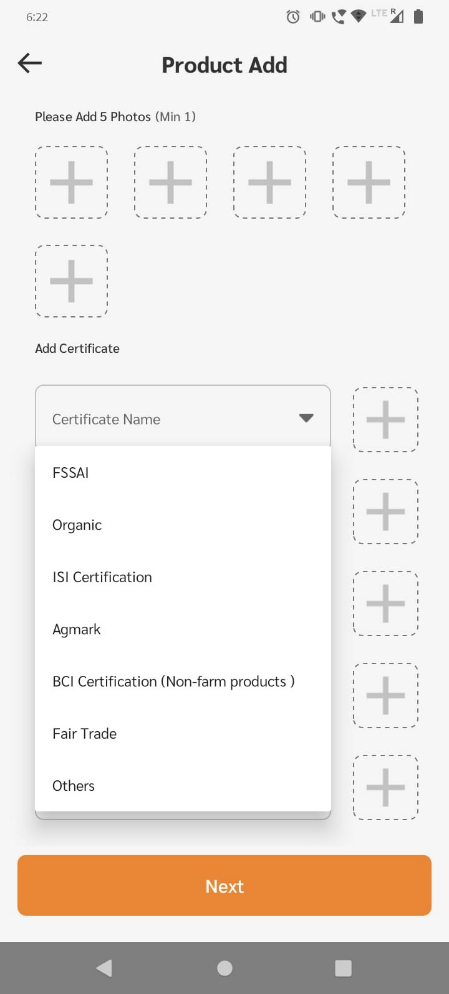 6:22
LTE R
Product Add
Please Add 5 Photos (Min 1)
Add Certificate
Certificate Name
FSSAI
Organic
ISI Certification
Agmark
BCI Certification (Non-farm products )
Fair Trade
Others
Next